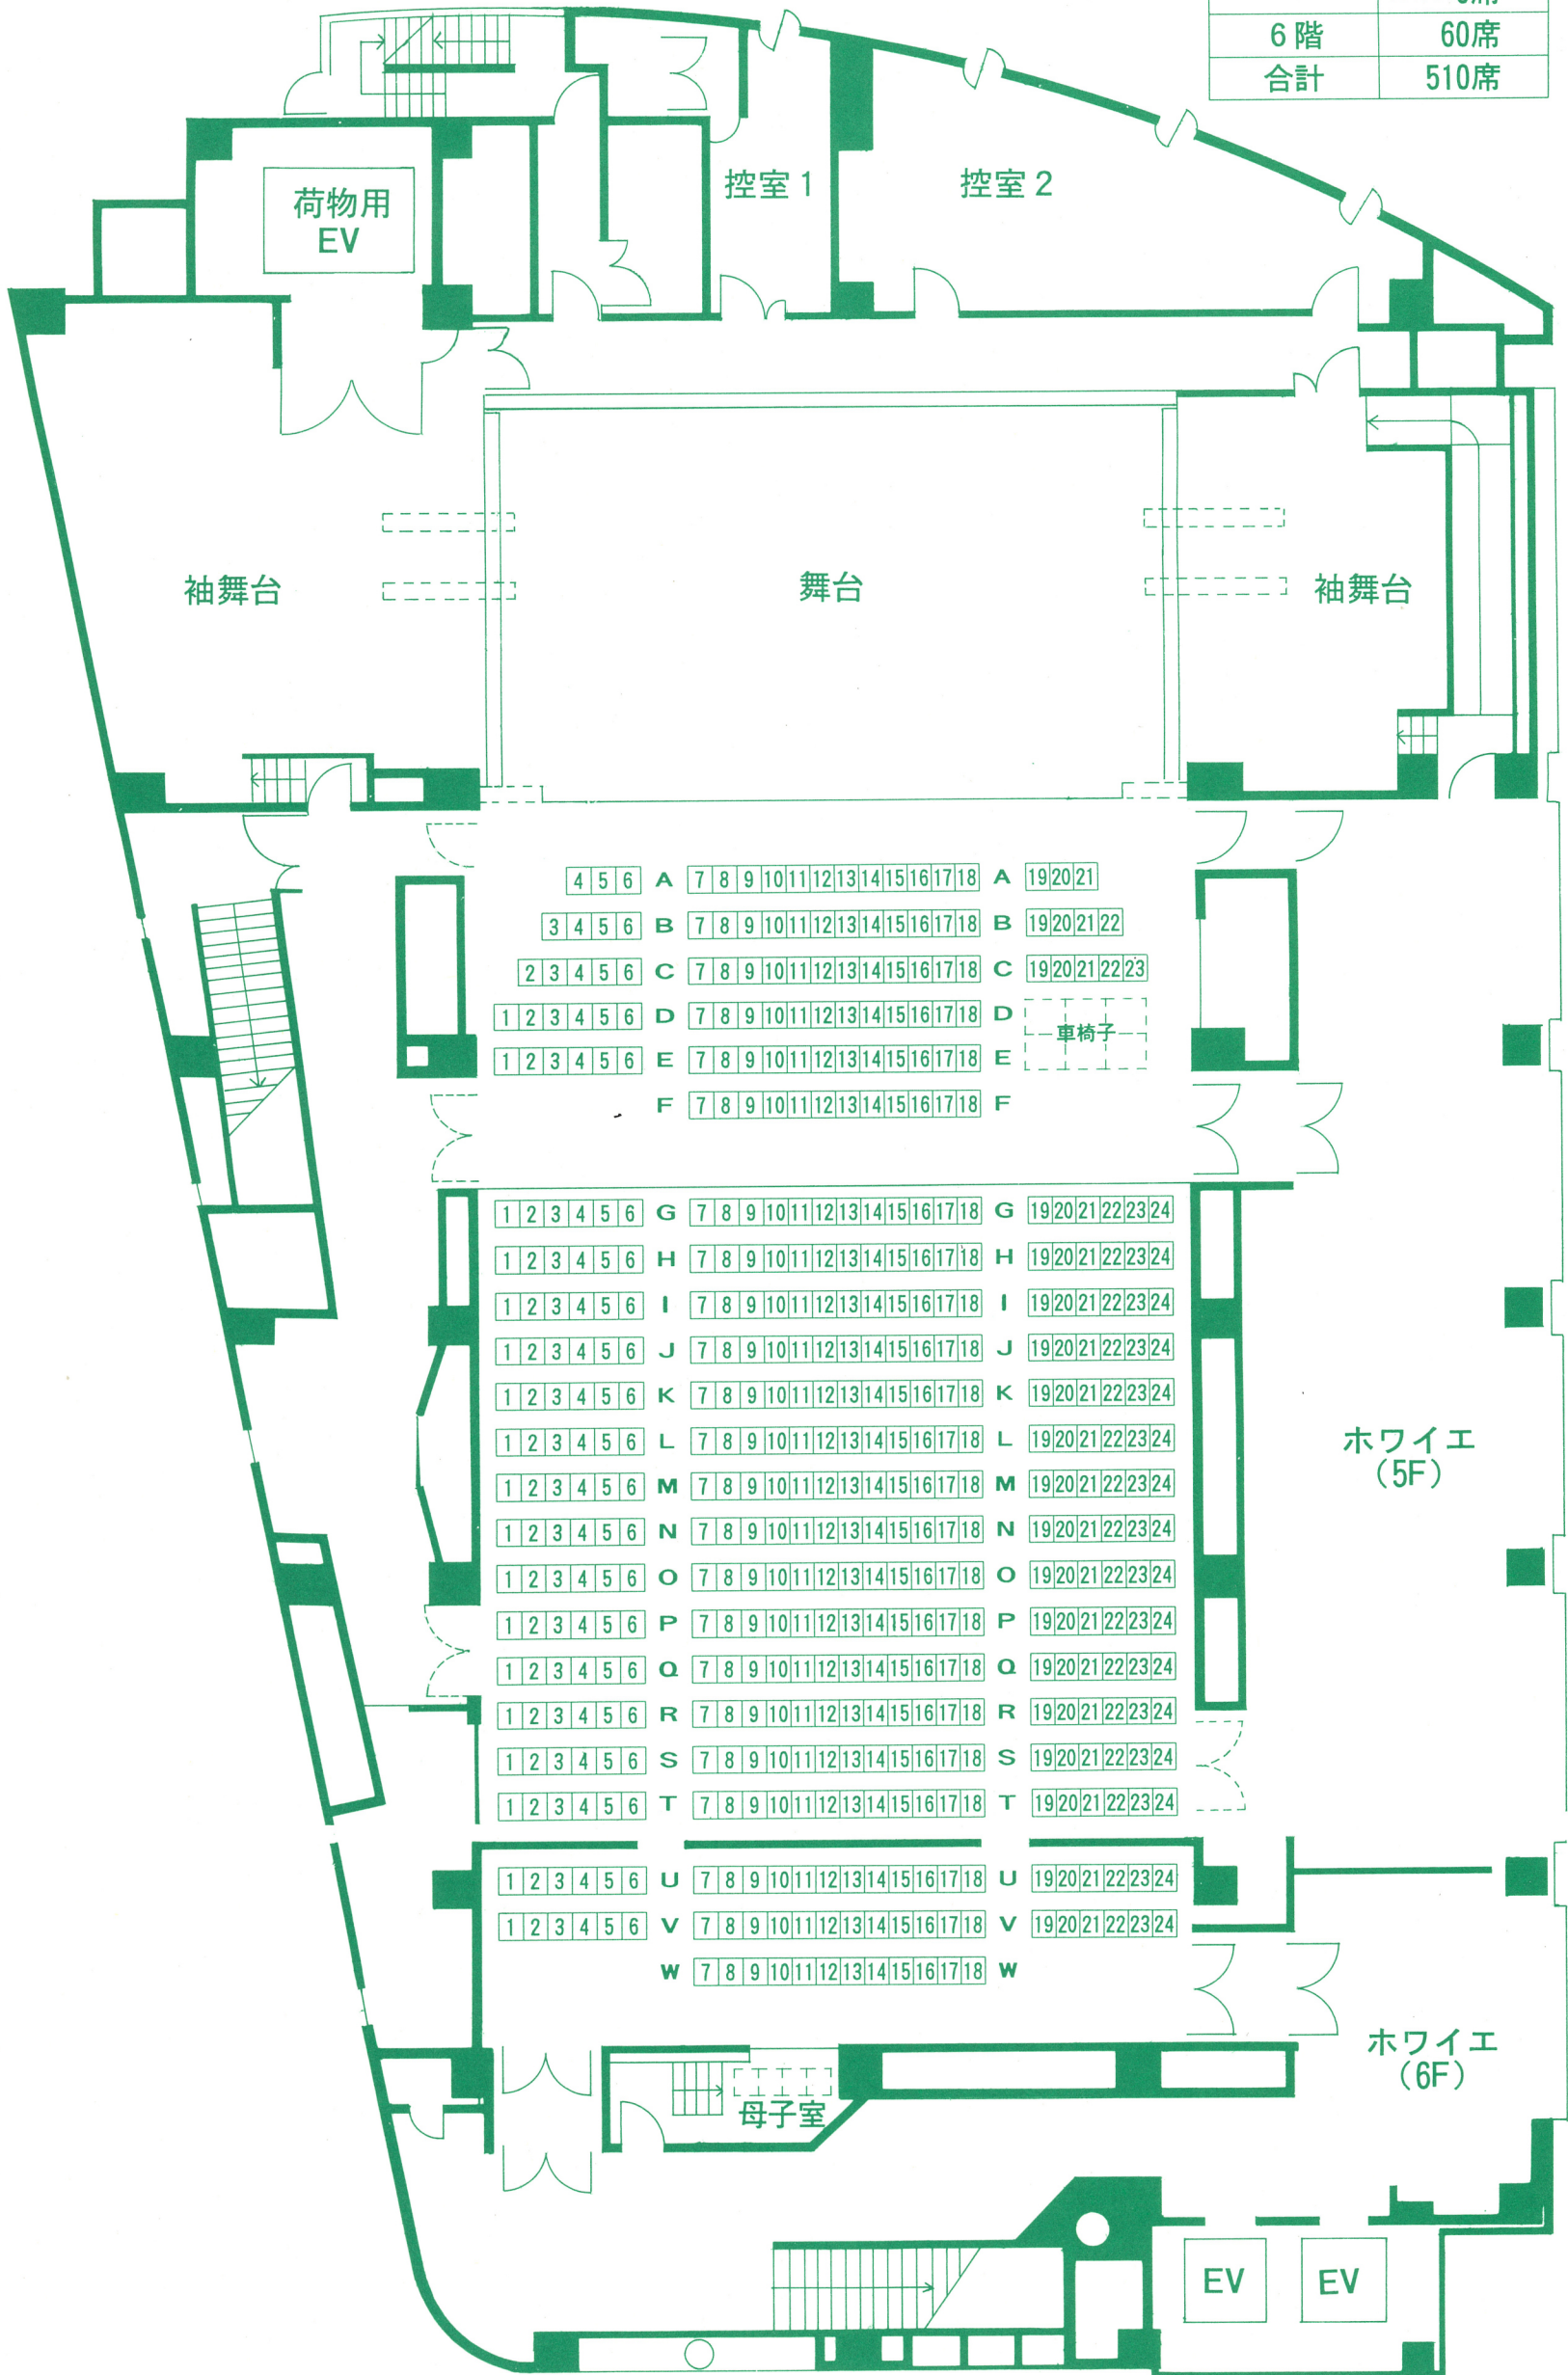 6階 60席
合計 510席
控室1 控室2
荷物用
EV
袖舞台 舞台 袖舞台
4 5 6 A 7 8 9 10 11 12 13 14 15 16 17 18 A 19 20 21
3 4 5 6 B 7 8 9 10 11 12 13 14 15 16 17 18 B 19 20 21 22
2 3 4 5 6 C 7 8 9 10 11 12 13 14 15 16 17 18 C 19 20 21 22 23
1 2 3 4 5 6 D 7 8 9 10 11 12 13 14 15 16 17 18 D
車椅子
1 2 3 4 5 6 E 7 8 9 10 11 12 13 14 15 16 17 18 E
F 7 8 9 10 11 12 13 14 15 16 17 18 F
1 2 3 4 5 6 G 7 8 9 10 11 12 13 14 15 16 17 18 G 19 20 21 22 23 24
1 2 3 4 5 6 H 7 8 9 10 11 12 13 14 15 16 17 18 H 19 20 21 22 23 24
1 2 3 4 5 6 I 7 8 9 10 11 12 13 14 15 16 17 18 I 19 20 21 22 23 24
1 2 3 4 5 6 J 7 8 9 10 11 12 13 14 15 16 17 18 J 19 20 21 22 23 24
1 2 3 4 5 6 K 7 8 9 10 11 12 13 14 15 16 17 18 K 19 20 21 22 23 24
1 2 3 4 5 6 L 7 8 9 10 11 12 13 14 15 16 17 18 L 19 20 21 22 23 24
ホワイエ
(5F)
1 2 3 4 5 6 M 7 8 9 10 11 12 13 14 15 16 17 18 M 19 20 21 22 23 24
1 2 3 4 5 6 N 7 8 9 10 11 12 13 14 15 16 17 18 N 19 20 21 22 23 24
1 2 3 4 5 6 O 7 8 9 10 11 12 13 14 15 16 17 18 O 19 20 21 22 23 24
1 2 3 4 5 6 P 7 8 9 10 11 12 13 14 15 16 17 18 P 19 20 21 22 23 24
1 2 3 4 5 6 Q 7 8 9 10 11 12 13 14 15 16 17 18 Q 19 20 21 22 23 24
1 2 3 4 5 6 R 7 8 9 10 11 12 13 14 15 16 17 18 R 19 20 21 22 23 24
1 2 3 4 5 6 S 7 8 9 10 11 12 13 14 15 16 17 18 S 19 20 21 22 23 24
1 2 3 4 5 6 T 7 8 9 10 11 12 13 14 15 16 17 18 T 19 20 21 22 23 24
1 2 3 4 5 6 U 7 8 9 10 11 12 13 14 15 16 17 18 U 19 20 21 22 23 24
1 2 3 4 5 6 V 7 8 9 10 11 12 13 14 15 16 17 18 V 19 20 21 22 23 24
W 7 8 9 10 11 12 13 14 15 16 17 18 W
ホワイエ
(6F)
母子室
EV EV